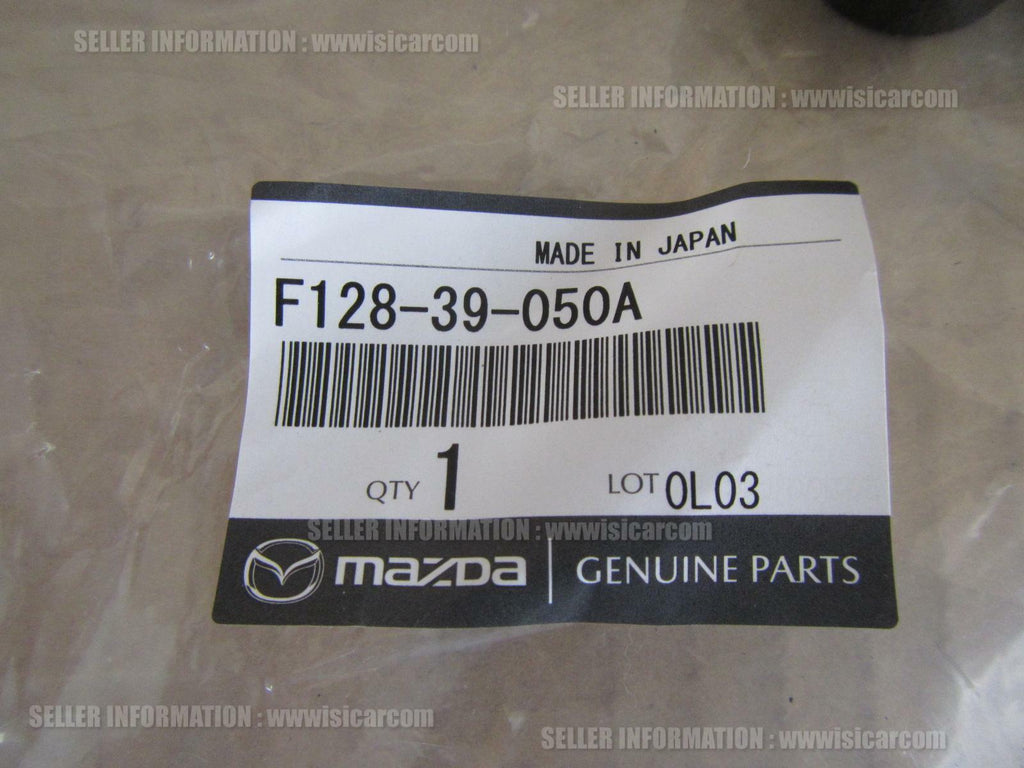 SELLER INFORMATION : wwwisicarcom
SELLER INFORMATION : wwwisicarcom
MADE IN JAPAN
F128-39-050A
QTY 1 LOT 0L03
SELLER INFORMATION : wwwisicarcom
mazda GENUINE PARTS
SELLER INFORMATION : wwwisicarcom
SELLER INFORMATION : wwwisicarcom